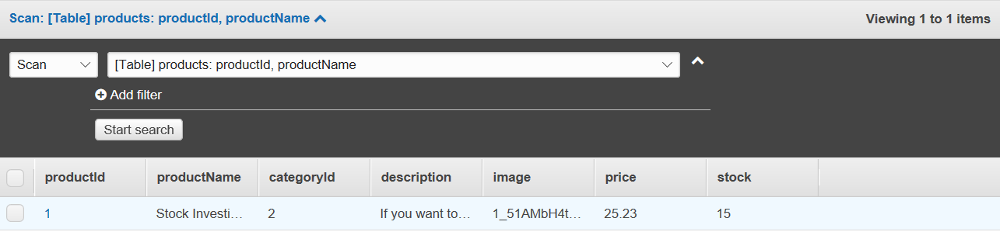 Scan: [Table] products: productId, productName
Viewing 1 to 1 items
Scan
[Table] products: productId, productName
Add filter
Start search
productId productName categoryId description image price stock
1 Stock Investi… 2 If you want to… 1_51AMbH4t… 25.23 15